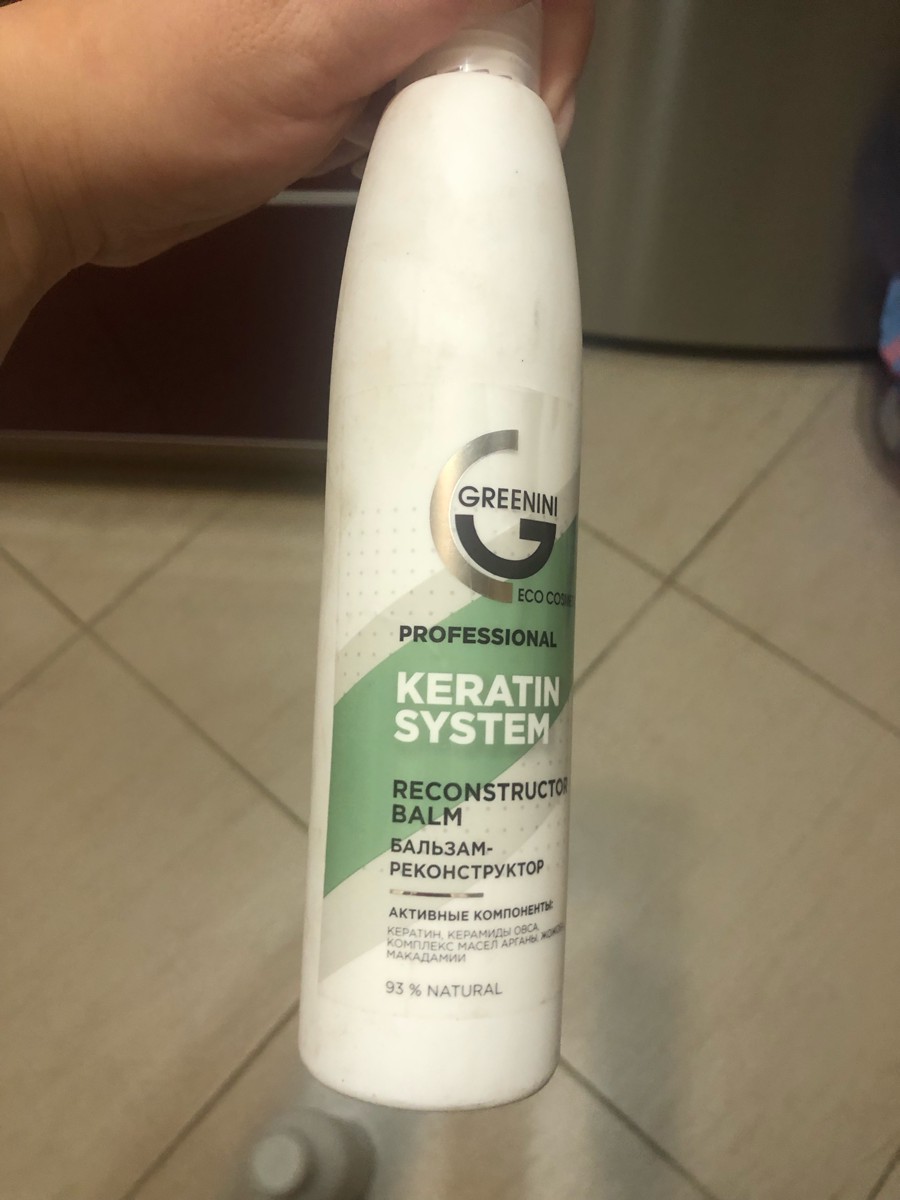 GREENINI
ECO
PROFESSIONAL
KERATIN
SYSTEM
RECONSTRUCTOR
BALM
БАЛЬЗАМ-
РЕКОНСТРУКТОР
АКТИВНЫЕ КОМПОНЕНТЫ:
КЕРАТИН, КЕРАМИДЫ ОВСА,
КОМПЛЕКС МАСЕЛ АРГАНЫ,
МАКАДАМИИ
93 % NATURAL